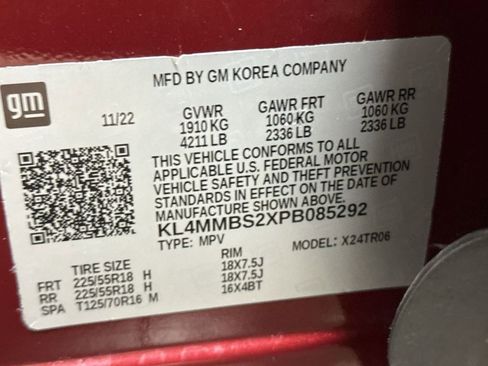 MFD BY GM KOREA COMPANY
gm
11/22 GVWR GAWR FRT GAWR RR
1910 KG 1060 KG 1060 KG
4211 LB 2336 LB 2336 LB
THIS VEHICLE CONFORMS TO ALL
APPLICABLE U.S. FEDERAL MOTOR
VEHICLE SAFETY AND THEFT PREVENTION
STANDARDS IN EFFECT ON THE DATE OF
MANUFACTURE SHOWN ABOVE.
KL4MMBS2XPB085292
TYPE: MPV MODEL: X24TR06
TIRE SIZE RIM
FRT 225/55R18 H 18X7.5J
RR 225/55R18 H 18X7.5J
SPA T125/70R16 M 16X4BT